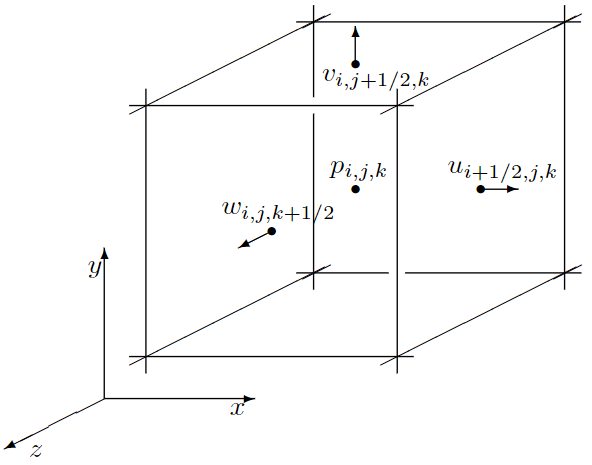 v_{i,j+1/2,k}
p_{i,j,k}
u_{i+1/2,j,k}
w_{i,j,k+1/2}
y
x
z